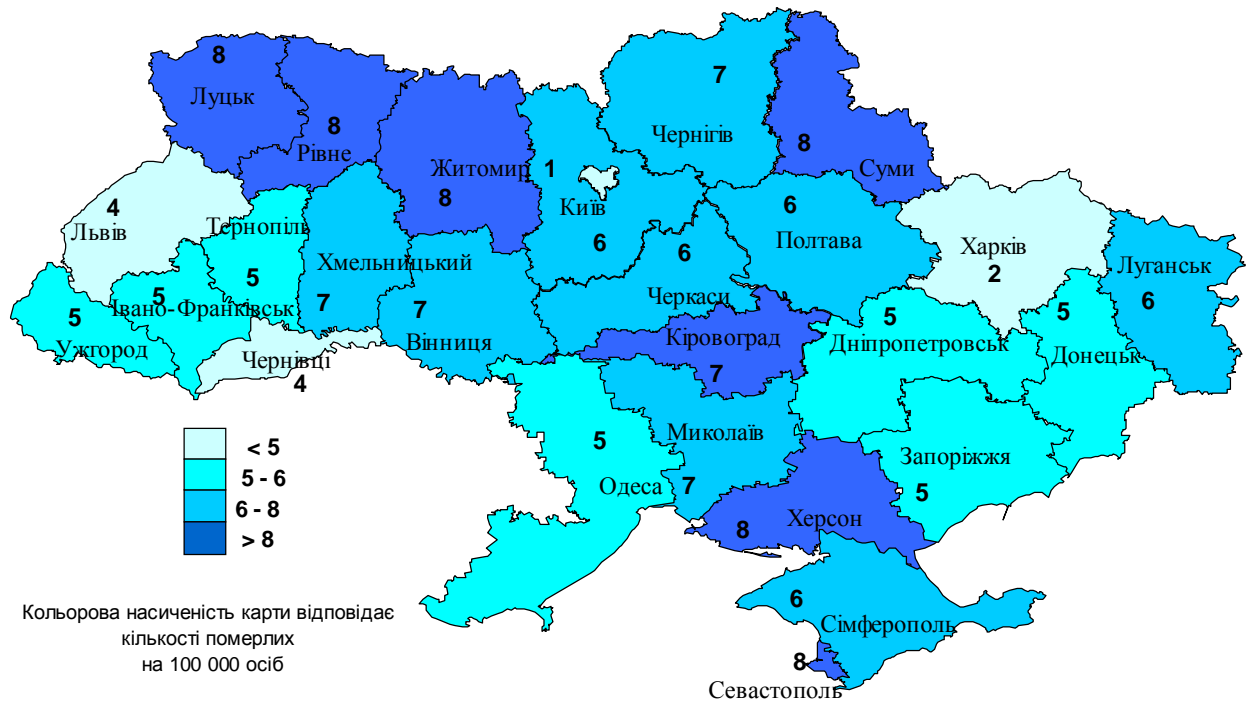 8
Луцьк
8
Рівне
Житомир
8
7
Чернігів
8
Суми
1
Київ
6
4
Львів
Тернопіль
5
Хмельницький
7
6
Полтава
6
Черкаси
Харків
2
Луганськ
6
5
Ужгород
5
Івано-Франківськ
7
Вінниця
Чернівці
4
Кіровоград
7
5
Дніпропетровськ
5
Донецьк
5
Одеса
Миколаїв
7
Запоріжжя
5
Херсон
8
6
Сімферополь
8
Севастополь
< 5
5 - 6
6 - 8
> 8
Кольорова насиченість карти відповідає
кількості померлих
на 100 000 осіб